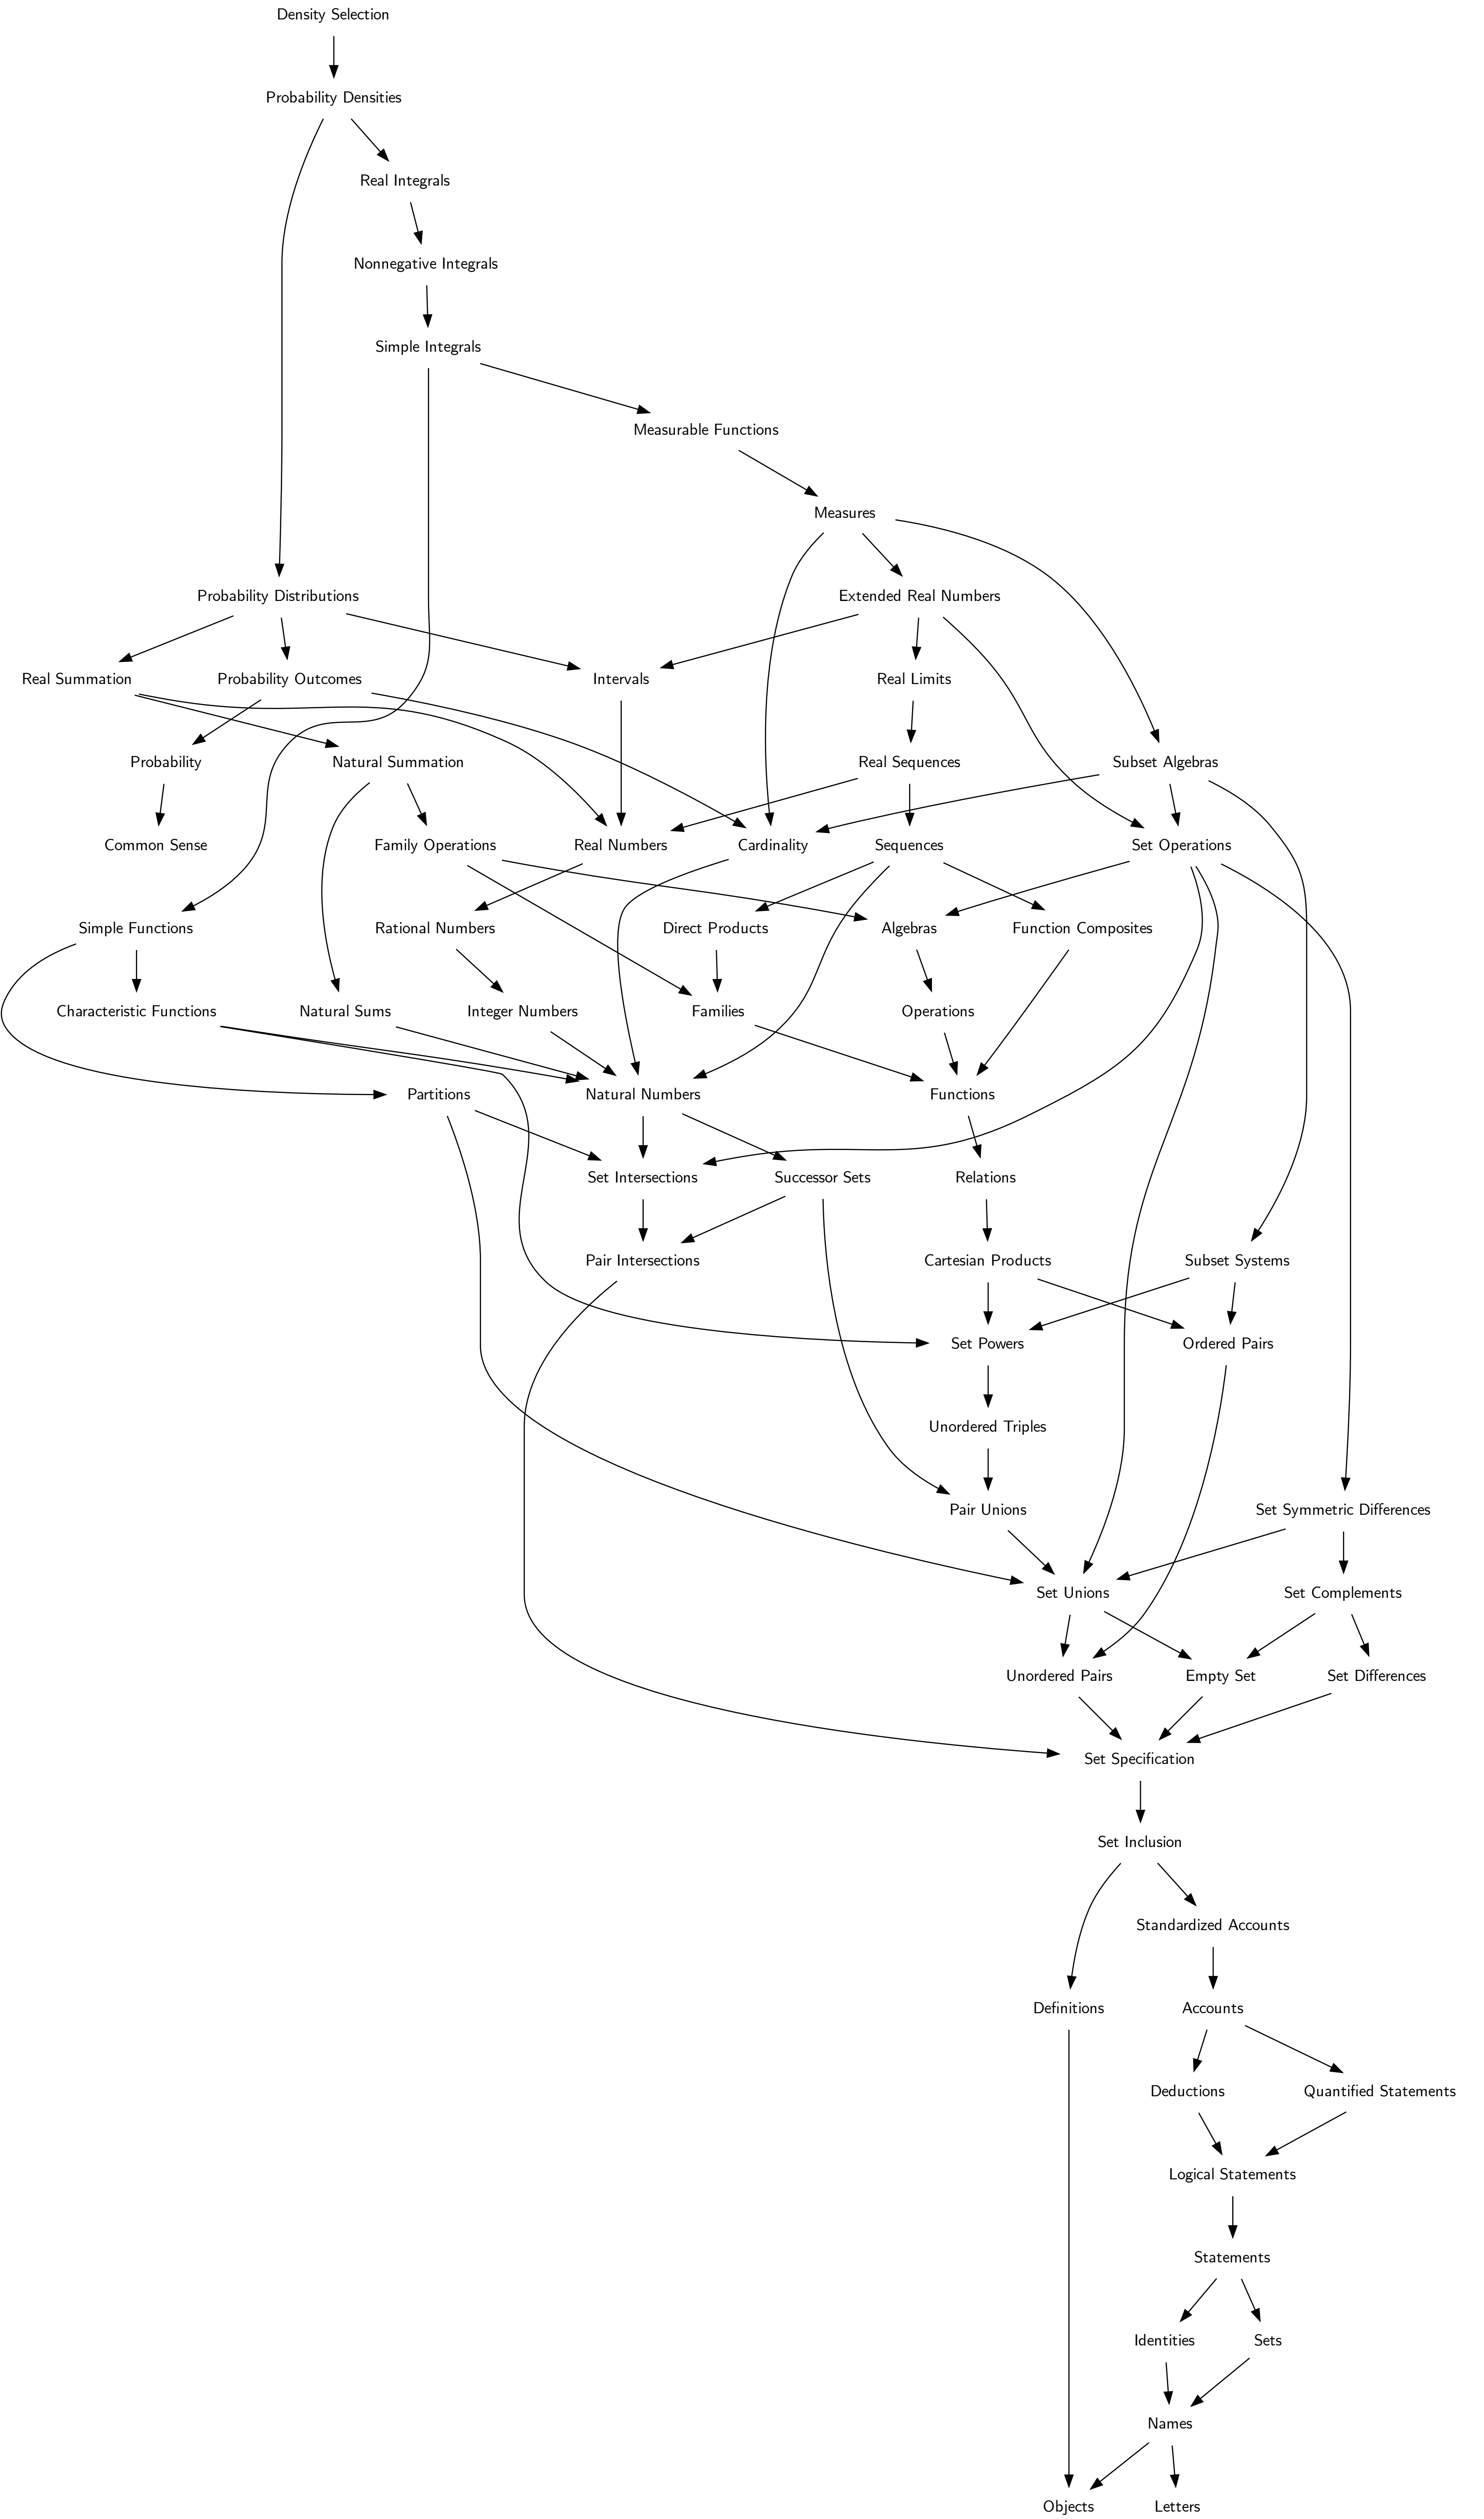 Density Selection
Probability Densities
Real Integrals
Nonnegative Integrals
Simple Integrals
Measurable Functions
Measures
Probability Distributions
Extended Real Numbers
Real Summation
Probability Outcomes
Intervals
Real Limits
Probability
Natural Summation
Real Sequences
Subset Algebras
Common Sense
Family Operations
Real Numbers
Cardinality
Sequences
Set Operations
Simple Functions
Rational Numbers
Direct Products
Algebras
Function Composites
Characteristic Functions
Natural Sums
Integer Numbers
Families
Operations
Partitions
Natural Numbers
Functions
Set Intersections
Successor Sets
Relations
Pair Intersections
Cartesian Products
Subset Systems
Set Powers
Ordered Pairs
Unordered Triples
Pair Unions
Set Symmetric Differences
Set Unions
Set Complements
Unordered Pairs
Empty Set
Set Differences
Set Specification
Set Inclusion
Standardized Accounts
Definitions
Accounts
Deductions
Quantified Statements
Logical Statements
Statements
Identities
Sets
Names
Objects
Letters